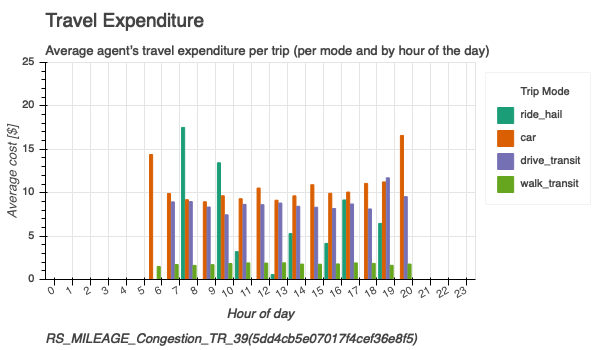 Travel Expenditure
Average agent's travel expenditure per trip (per mode and by hour of the day)
25
20
15
10
5
0
Average cost [$]
0 1 2 3 4 5 6 7 8 9 10 11 12 13 14 15 16 17 18 19 20 21 22 23
Hour of day
Trip Mode
ride_hail
car
drive_transit
walk_transit
RS_MILEAGE_Congestion_TR_39(5dd4cb5e07017f4cef36e8f5)